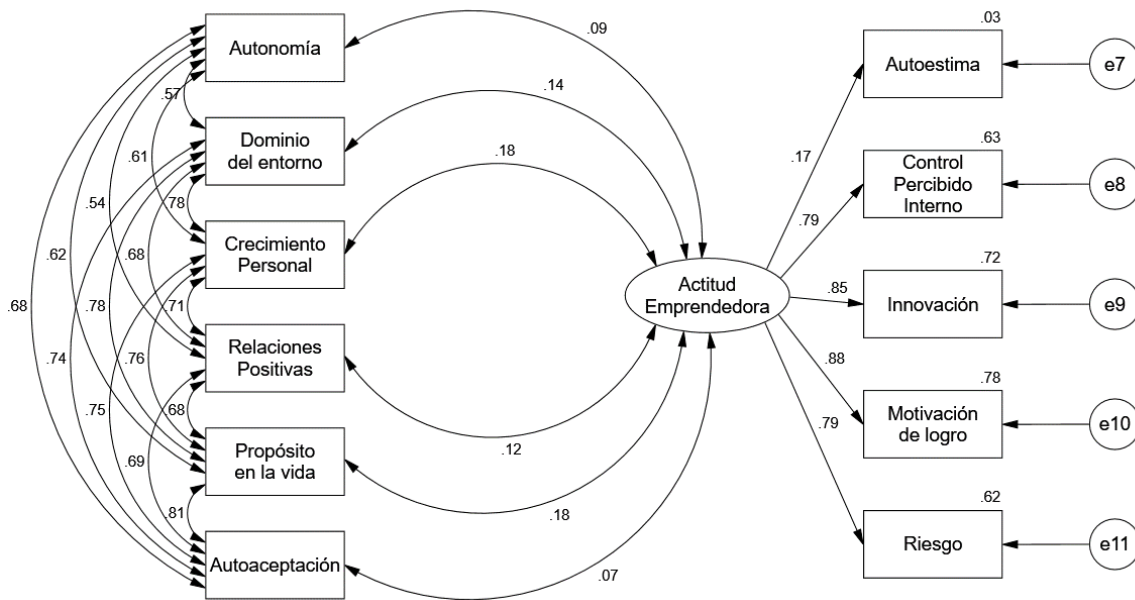 Autonomía
Dominio
del entorno
Crecimiento
Personal
Relaciones
Positivas
Propósito
en la vida
Autoaceptación
.57
.61
.54
.78
.62
.68
.68
.78
.71
.74
.76
.75
.68
.69
.81
.09
.14
.18
.12
.18
.07
Actitud
Emprendedora
.17
.79
.85
.88
.79
.03
Autoestima
e7
.63
Control
Percibido
Interno
e8
.72
Innovación
e9
.78
Motivación
de logro
e10
.62
Riesgo
e11